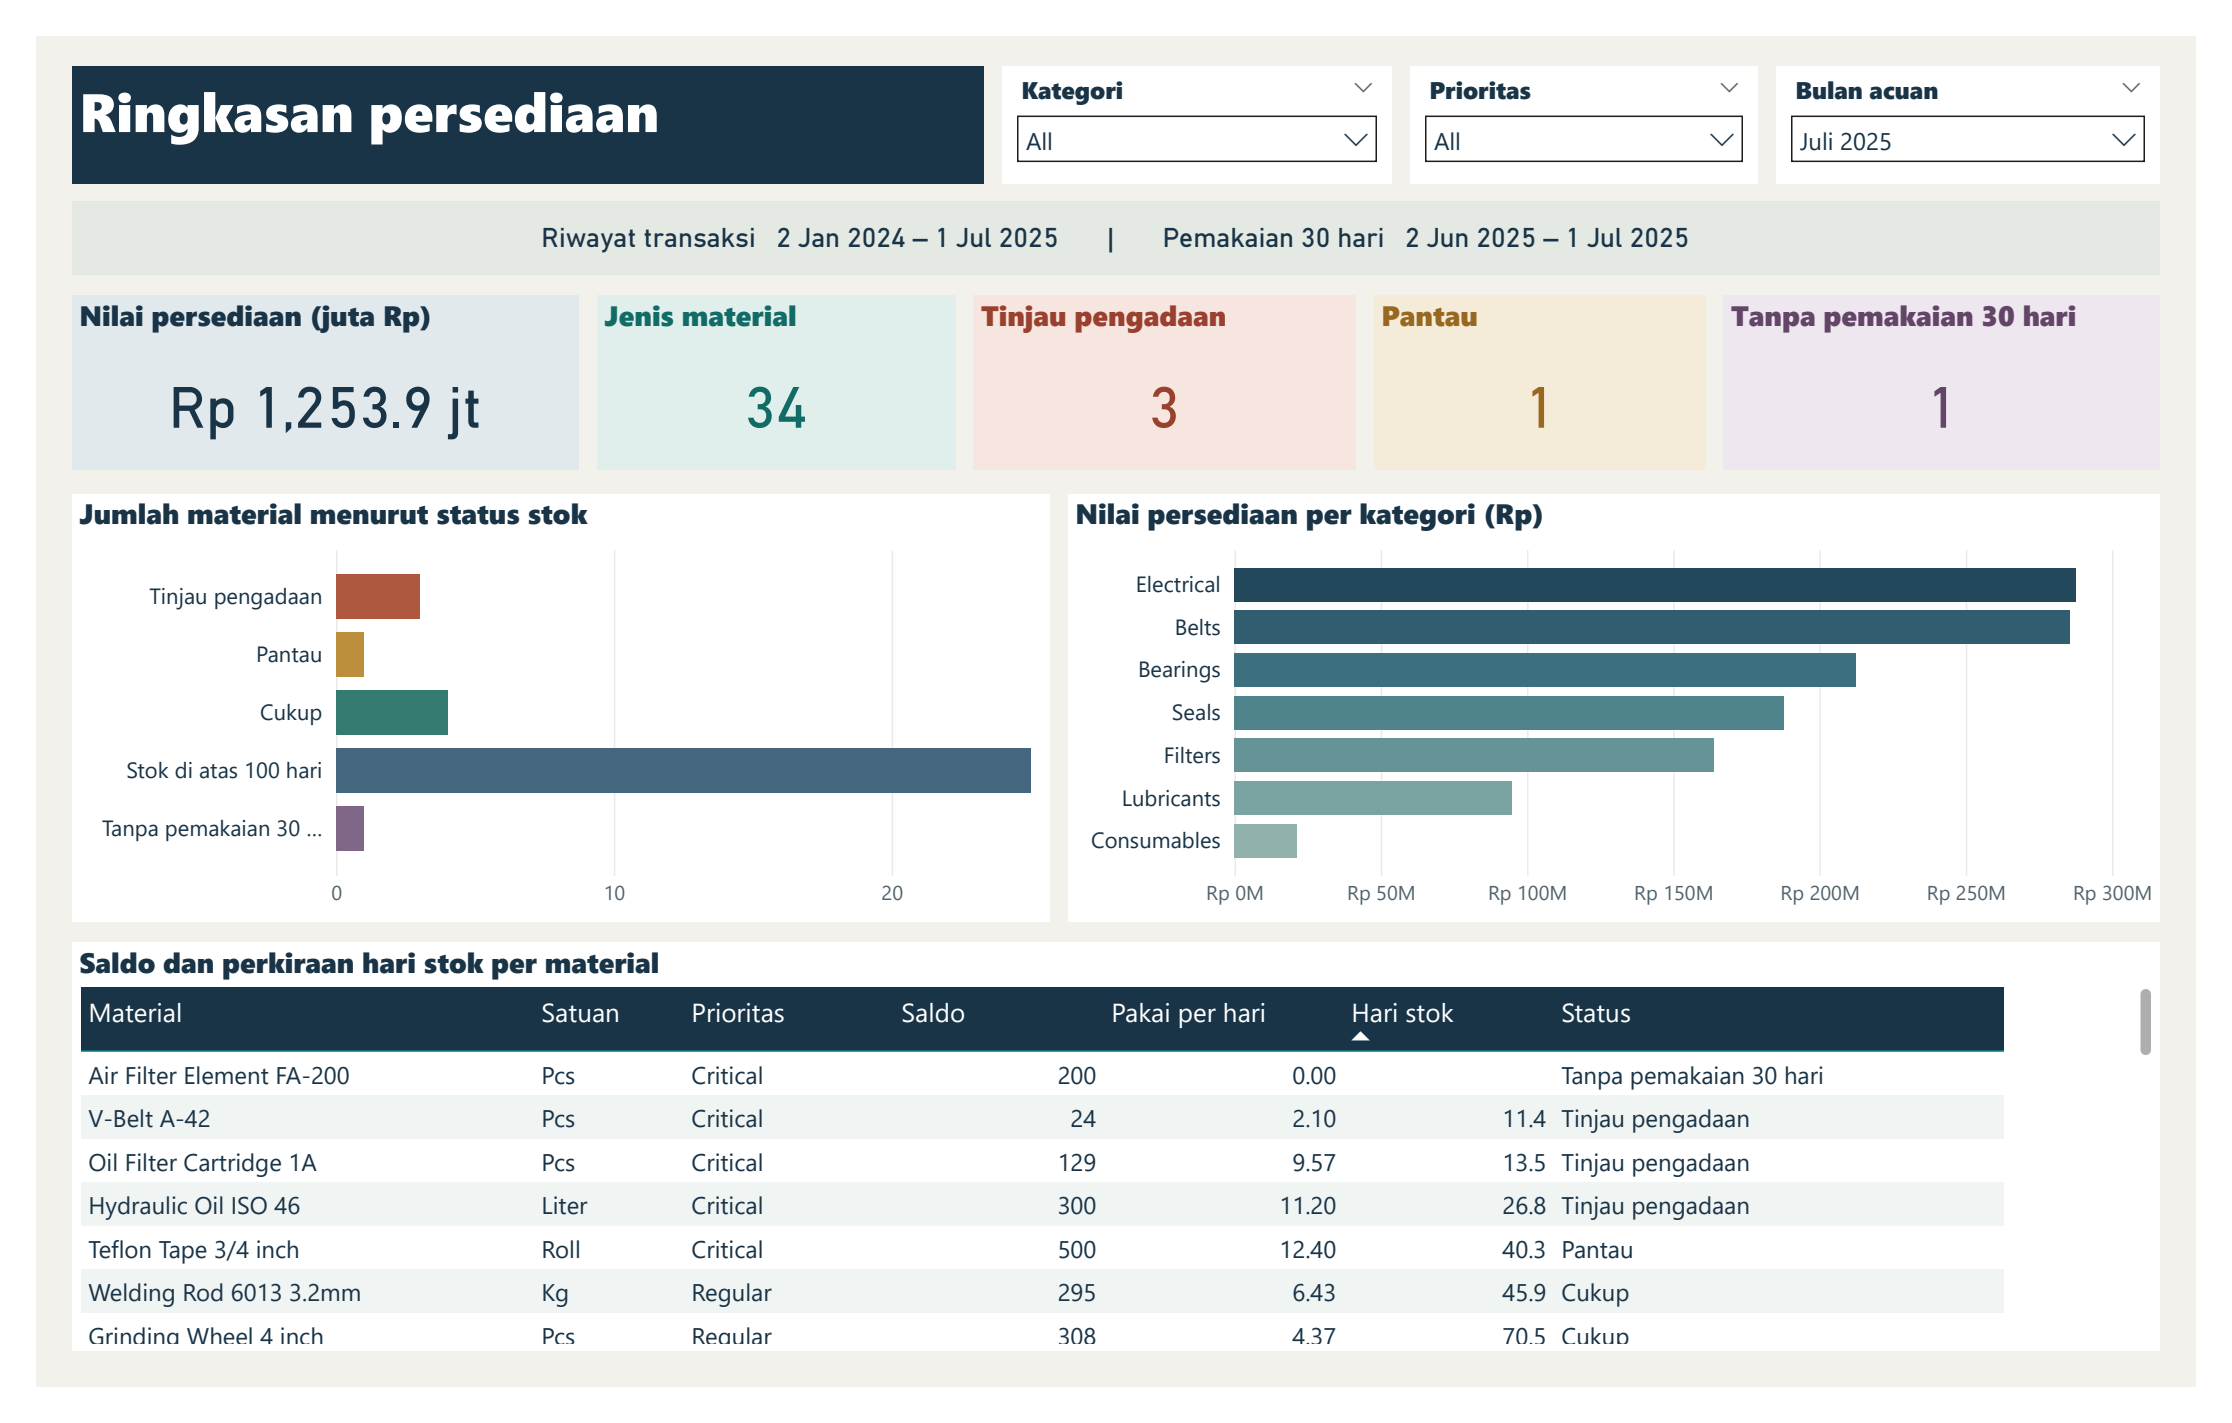 Ringkasan persediaan
Kategori
All
Prioritas
All
Bulan acuan
Juli 2025
Riwayat transaksi 2 Jan 2024 – 1 Jul 2025 | Pemakaian 30 hari 2 Jun 2025 – 1 Jul 2025
Nilai persediaan (juta Rp)
Rp 1,253.9 jt
Jenis material
34
Tinjau pengadaan
3
Pantau
1
Tanpa pemakaian 30 hari
1
Jumlah material menurut status stok
Tinjau pengadaan
Pantau
Cukup
Stok di atas 100 hari
Tanpa pemakaian 30 ...
0 10 20
Nilai persediaan per kategori (Rp)
Electrical
Belts
Bearings
Seals
Filters
Lubricants
Consumables
Rp 0M Rp 50M Rp 100M Rp 150M Rp 200M Rp 250M Rp 300M
Saldo dan perkiraan hari stok per material
Material Satuan Prioritas Saldo Pakai per hari Hari stok Status
Air Filter Element FA-200 Pcs Critical 200 0.00 Tanpa pemakaian 30 hari
V-Belt A-42 Pcs Critical 24 2.10 11.4 Tinjau pengadaan
Oil Filter Cartridge 1A Pcs Critical 129 9.57 13.5 Tinjau pengadaan
Hydraulic Oil ISO 46 Liter Critical 300 11.20 26.8 Tinjau pengadaan
Teflon Tape 3/4 inch Roll Critical 500 12.40 40.3 Pantau
Welding Rod 6013 3.2mm Kg Regular 295 6.43 45.9 Cukup
Grinding Wheel 4 inch Pcs Regular 308 4.37 70.5 Cukup